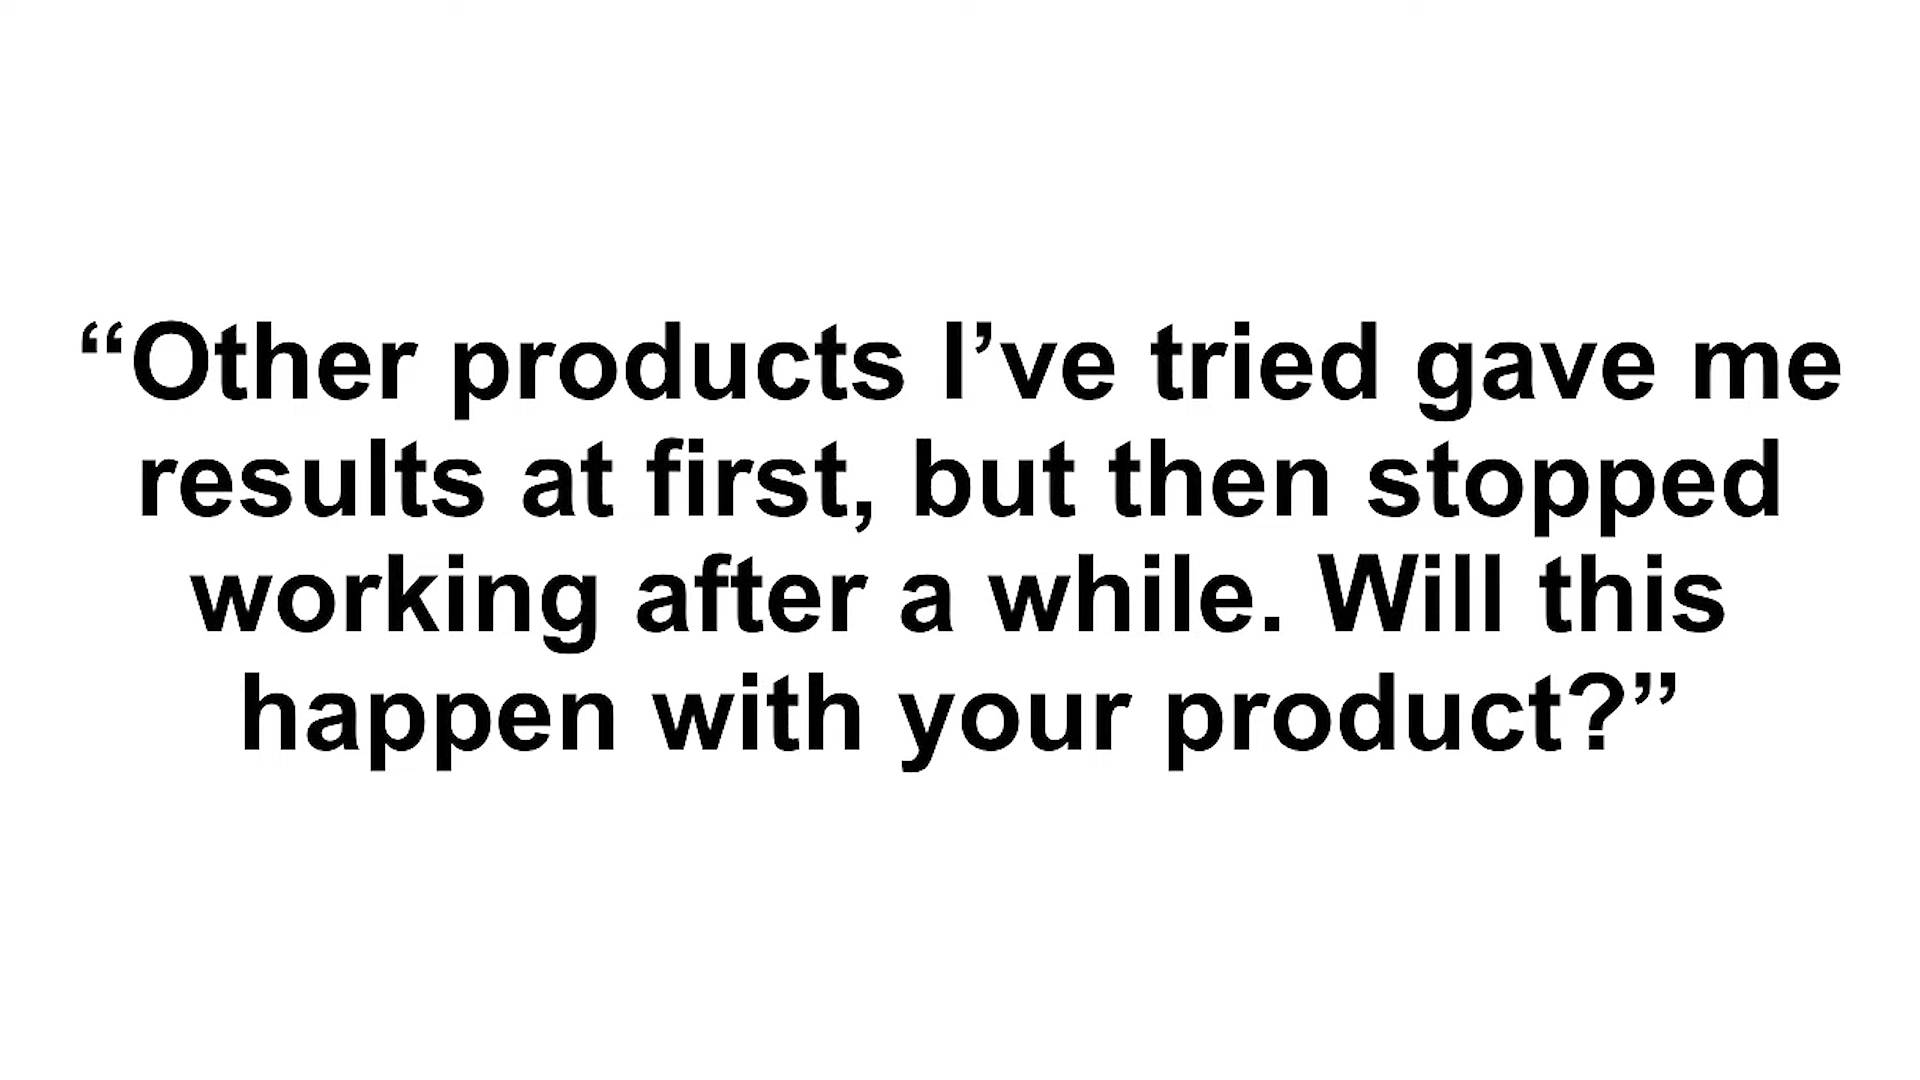 “Other products I’ve tried gave me
results at first, but then stopped
working after a while. Will this
happen with your product?”